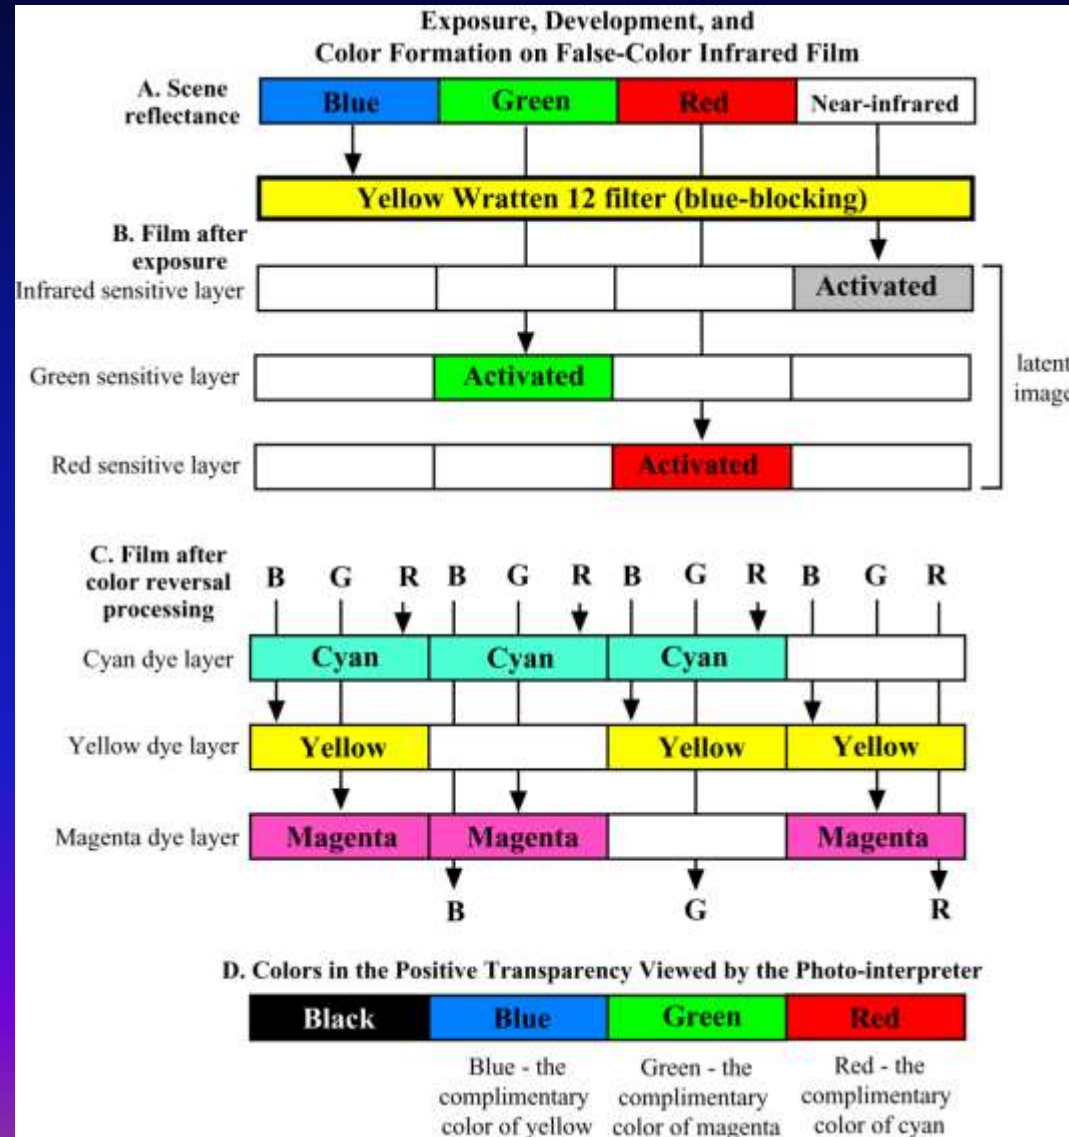 Exposure, Development, and
Color Formation on False-Color Infrared Film
A. Scene
reflectance
Blue Green Red Near-infrared
Yellow Wratten 12 filter (blue-blocking)
B. Film after
exposure
Infrared sensitive layer Activated
Green sensitive layer Activated
latent
image
Red sensitive layer Activated
C. Film after
color reversal
processing
B G R B G R B G R B G R
Cyan dye layer Cyan Cyan Cyan
Yellow dye layer Yellow Yellow Yellow
Magenta dye layer Magenta Magenta Magenta
B G R
D. Colors in the Positive Transparency Viewed by the Photo-interpreter
Black Blue Green Red
Blue - the
complimentary
color of yellow
Green - the
complimentary
color of magenta
Red - the
complimentary
color of cyan